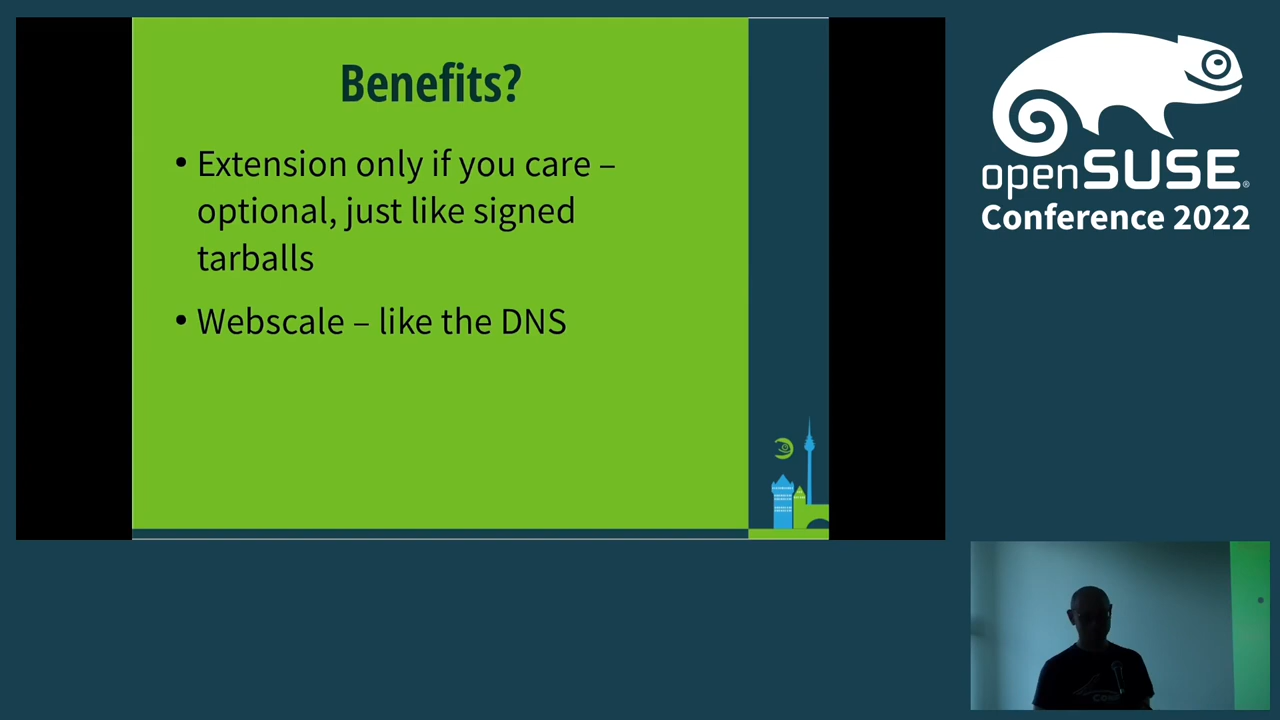 Benefits?
• Extension only if you care –
optional, just like signed
tarballs
• Webscale – like the DNS
openSUSE®
Conference 2022